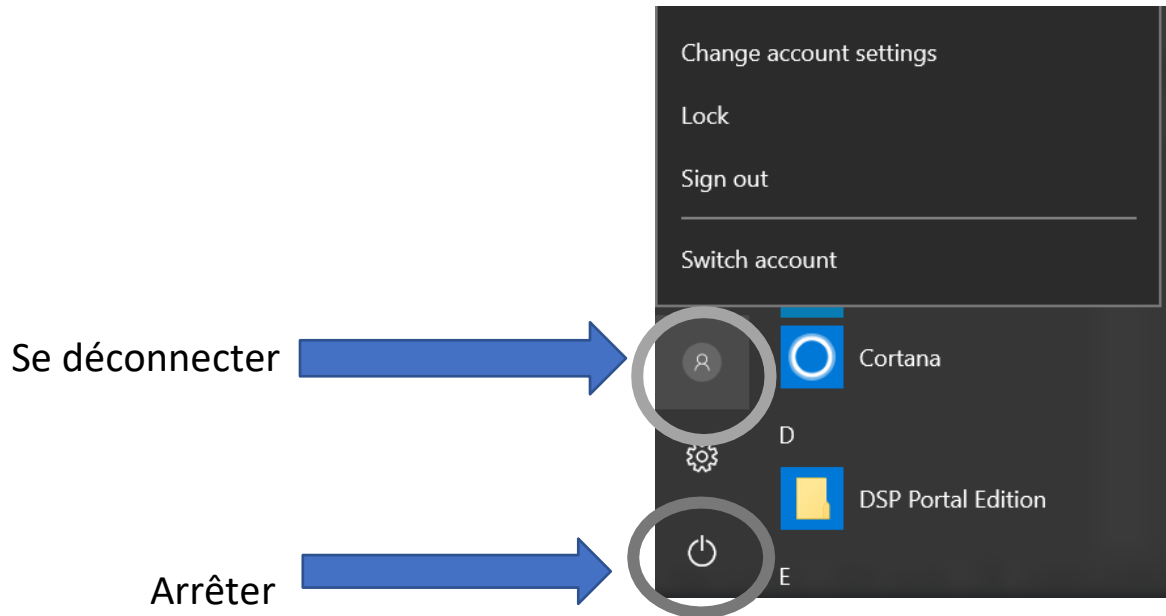 Change account settings
Lock
Sign out
Switch account
Se déconnecter
Cortana
D
DSP Portal Edition
Arrêter
E